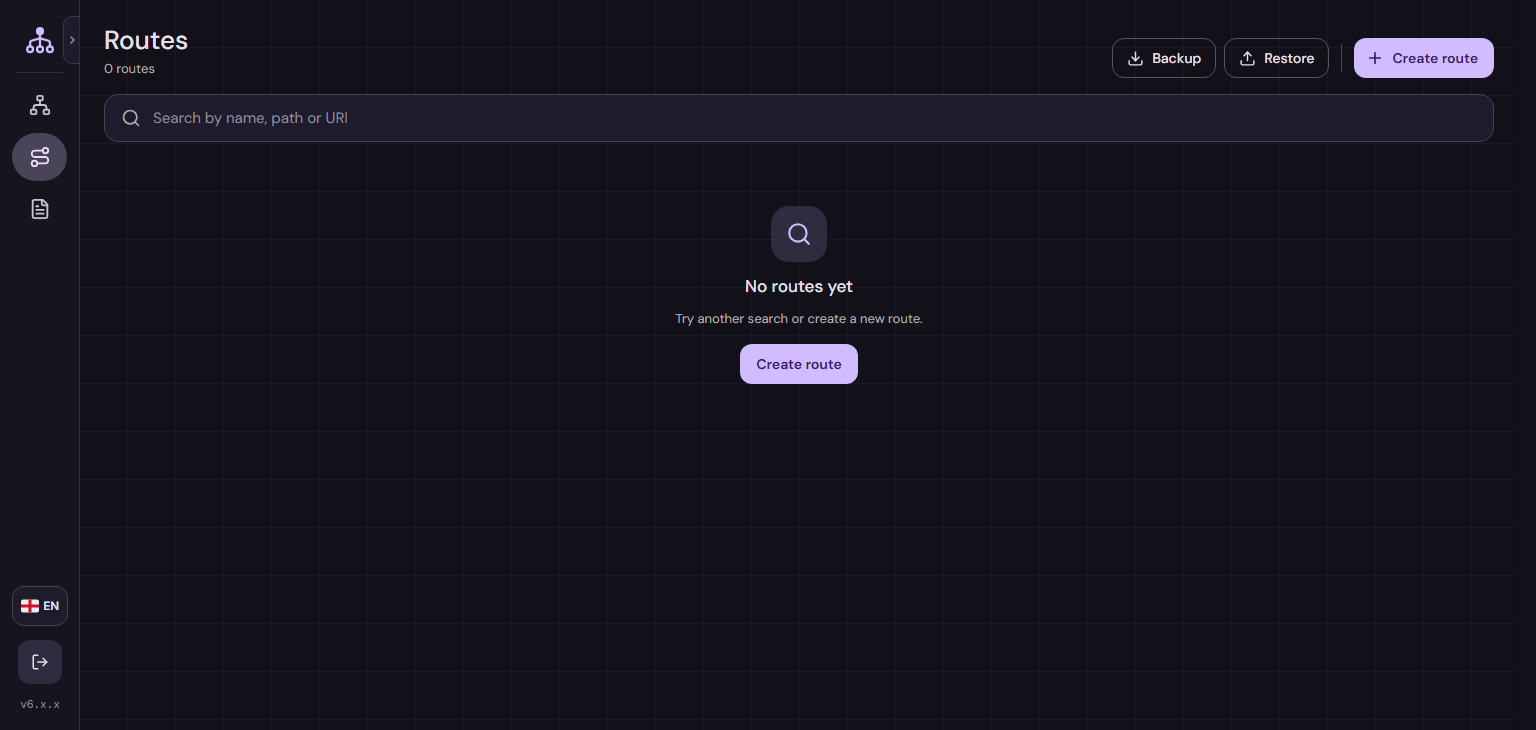 Routes
0 routes
Backup
Restore
Create route
Search by name, path or URI
No routes yet
Try another search or create a new route.
Create route
EN
v6.x.x